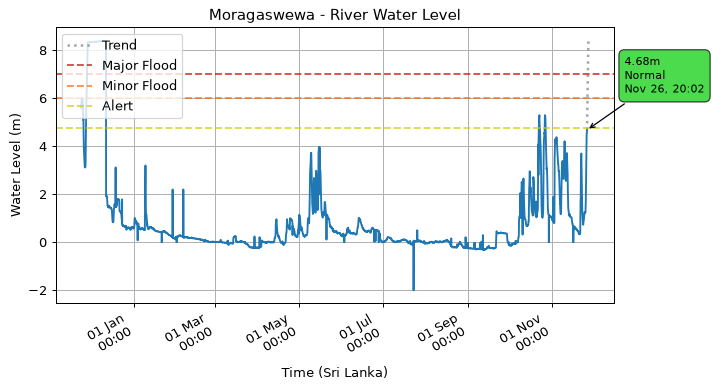 Moragaswewa - River Water Level
Trend
Major Flood
Minor Flood
Alert
4.68m
Normal
Nov 26, 20:02
Water Level (m)
8
6
4
2
0
−2
01 Jan
00:00
01 Mar
00:00
01 May
00:00
01 Jul
00:00
01 Sep
00:00
01 Nov
00:00
Time (Sri Lanka)